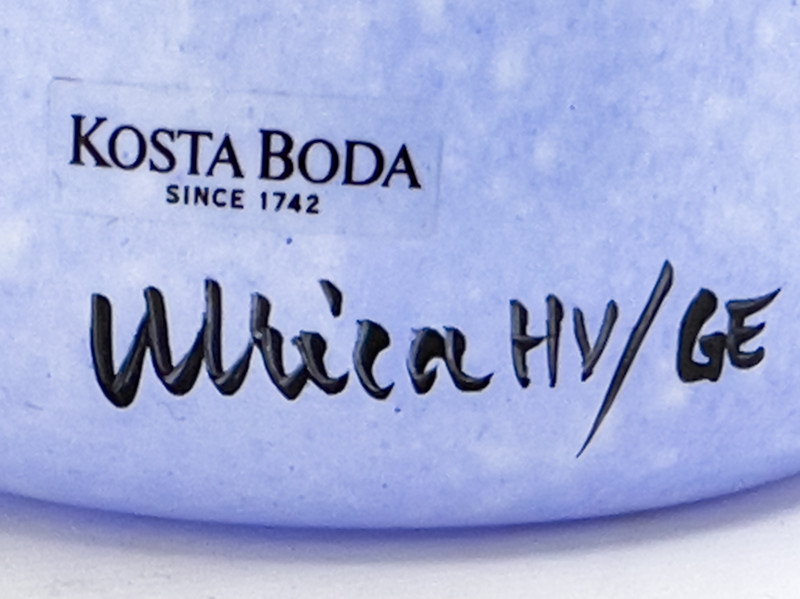 KOSTA BODA
SINCE 1742
Ulrica HV/GE